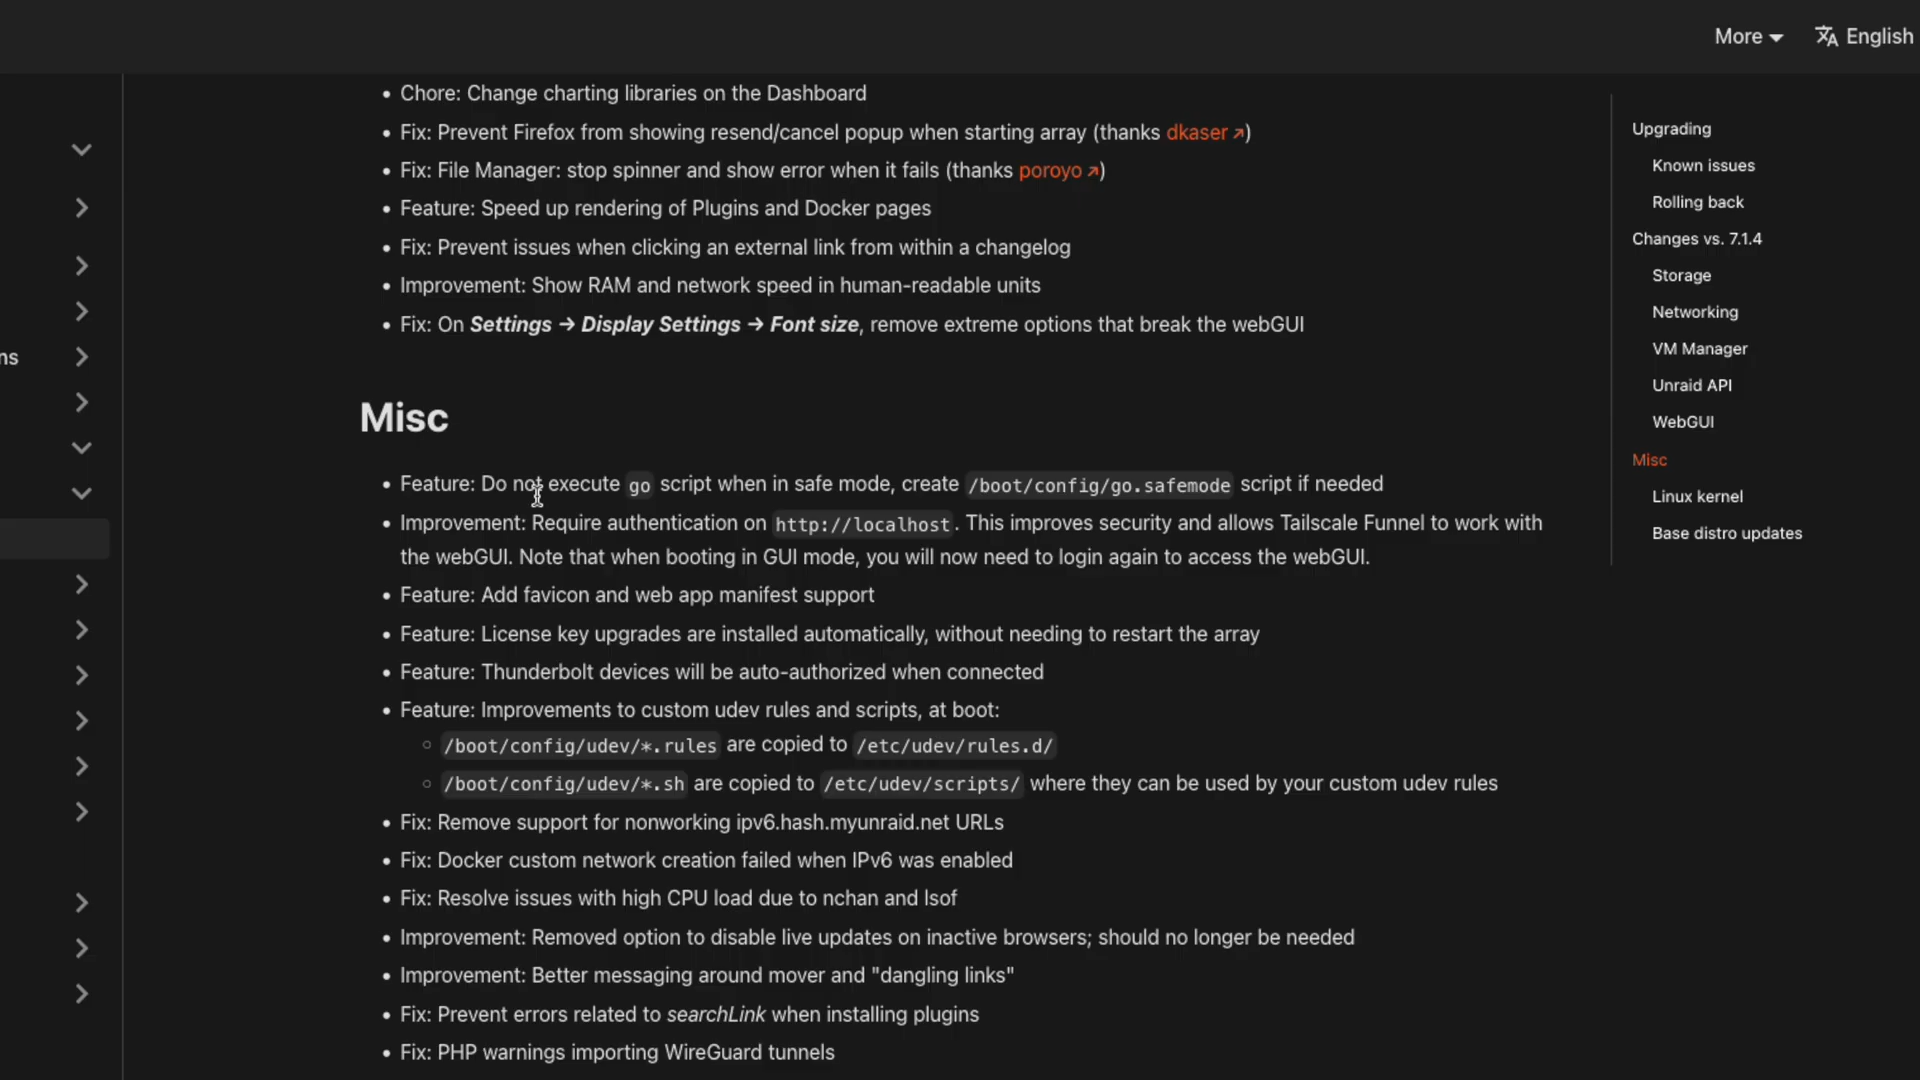 More
English
ns
Chore: Change charting libraries on the Dashboard
Fix: Prevent Firefox from showing resend/cancel popup when starting array (thanks dkaser↗)
Fix: File Manager: stop spinner and show error when it fails (thanks poroyo↗)
Feature: Speed up rendering of Plugins and Docker pages
Fix: Prevent issues when clicking an external link from within a changelog
Improvement: Show RAM and network speed in human-readable units
Fix: On Settings → Display Settings → Font size, remove extreme options that break the webGUI
Misc
Feature: Do not execute go script when in safe mode, create /boot/config/go.safemode script if needed
Improvement: Require authentication on http://localhost. This improves security and allows Tailscale Funnel to work with
the webGUI. Note that when booting in GUI mode, you will now need to login again to access the webGUI.
Feature: Add favicon and web app manifest support
Feature: License key upgrades are installed automatically, without needing to restart the array
Feature: Thunderbolt devices will be auto-authorized when connected
Feature: Improvements to custom udev rules and scripts, at boot:
/boot/config/udev/*.rules are copied to /etc/udev/rules.d/
/boot/config/udev/*.sh are copied to /etc/udev/scripts/ where they can be used by your custom udev rules
Fix: Remove support for nonworking ipv6.hash.myunraid.net URLs
Fix: Docker custom network creation failed when IPv6 was enabled
Fix: Resolve issues with high CPU load due to nchan and lsof
Improvement: Removed option to disable live updates on inactive browsers; should no longer be needed
Improvement: Better messaging around mover and "dangling links"
Fix: Prevent errors related to searchLink when installing plugins
Fix: PHP warnings importing WireGuard tunnels
Upgrading
Known issues
Rolling back
Changes vs. 7.1.4
Storage
Networking
VM Manager
Unraid API
WebGUI
Misc
Linux kernel
Base distro updates